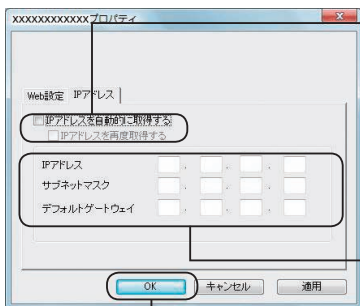 XXXXXXXXXXXXプロパティ
Web設定 IPアドレス
IPアドレスを自動的に取得する
IPアドレスを再度取得する
IPアドレス
サブネットマスク
デフォルトゲートウェイ
OK キャンセル 適用